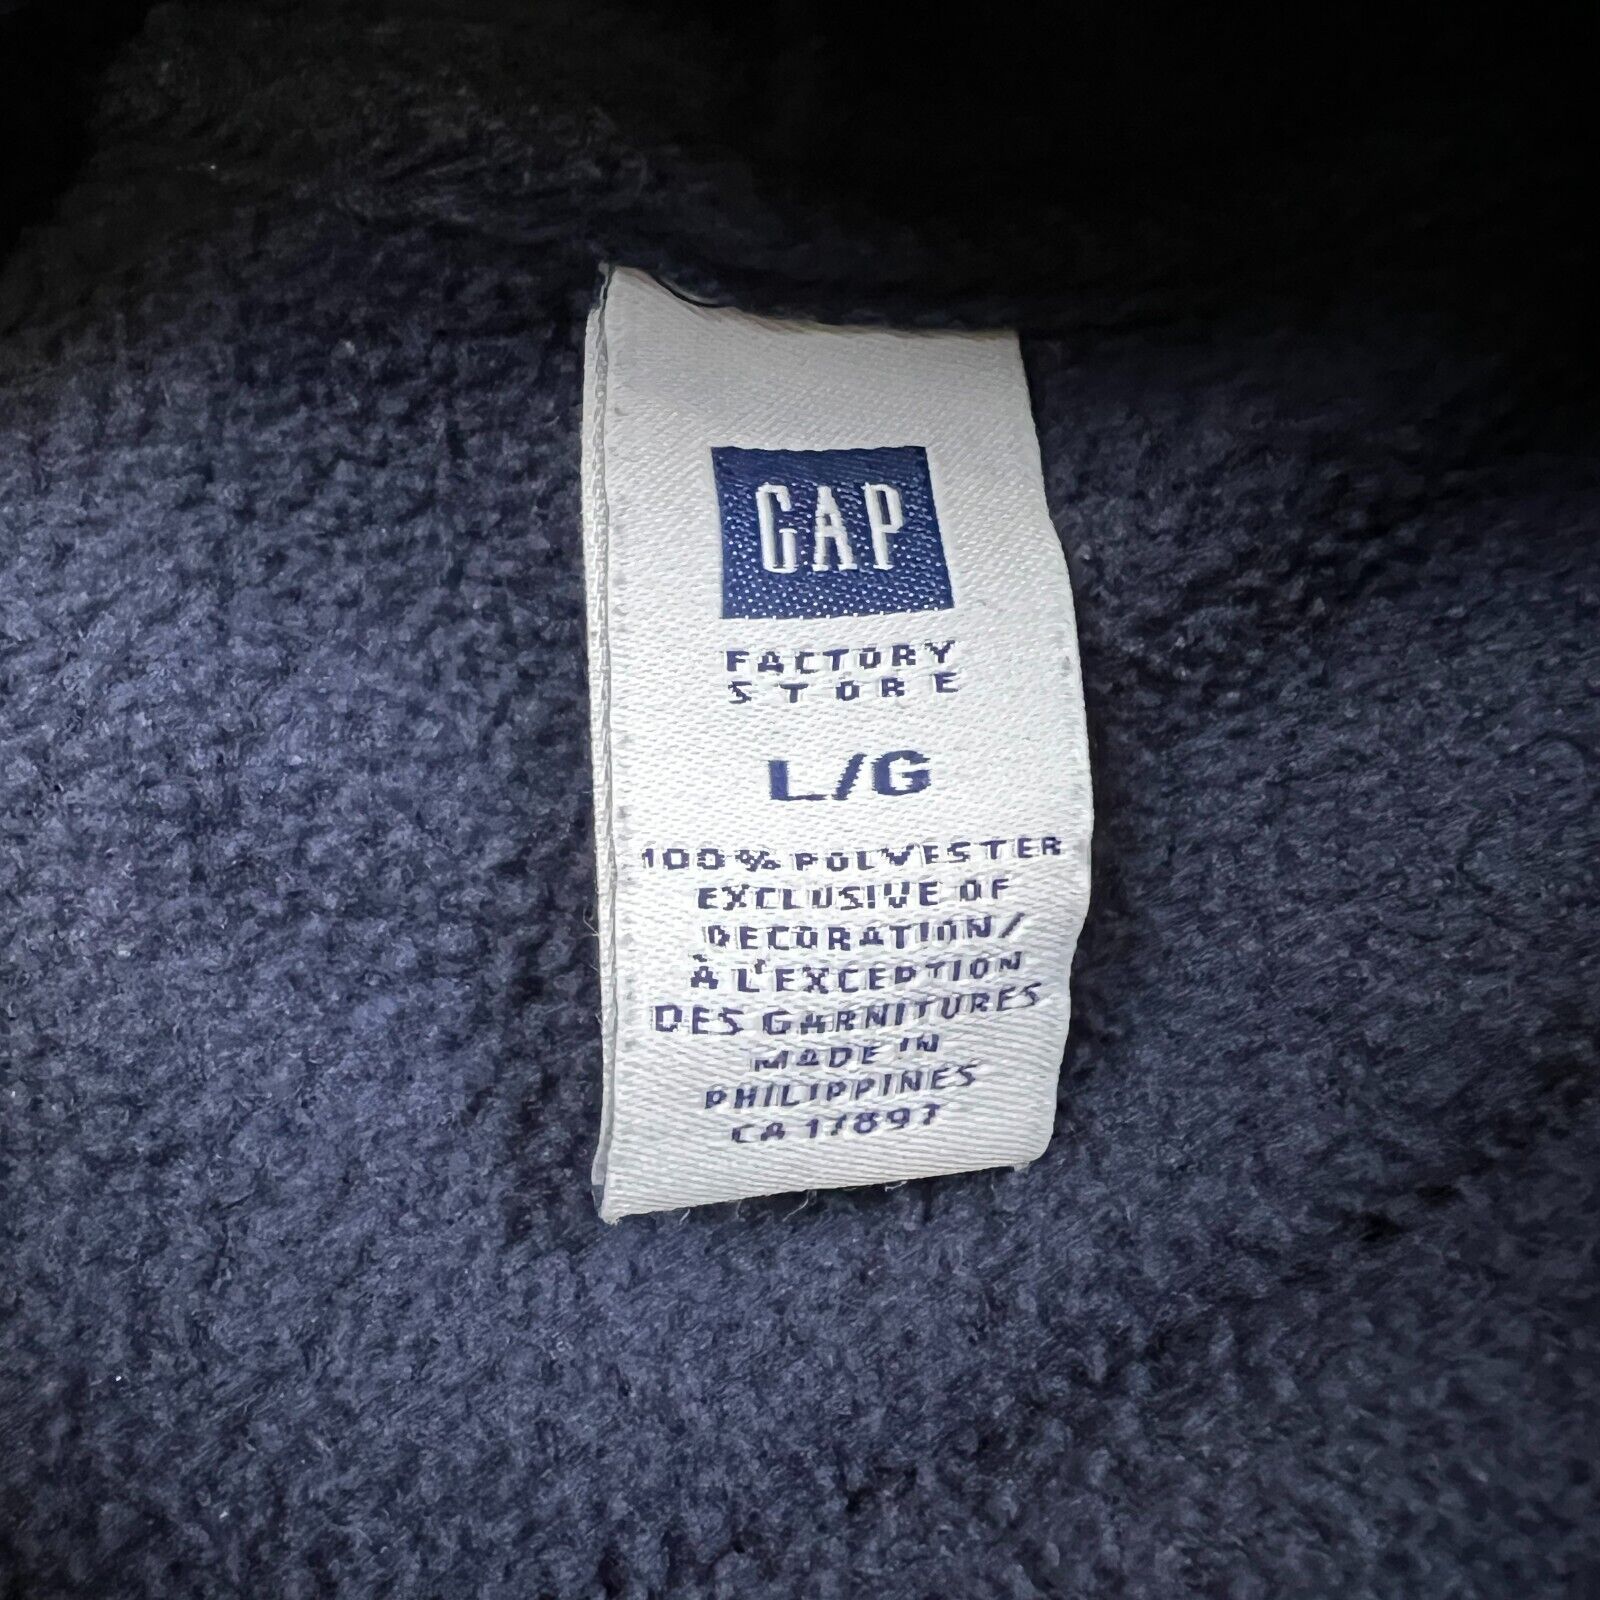 GAP
FACTORY
STORE
L/G
100% POLYESTER
EXCLUSIVE OF
DECORATION/
À L'EXCEPTION
DES GARNITURES
MADE IN
PHILIPPINES
CA 17897